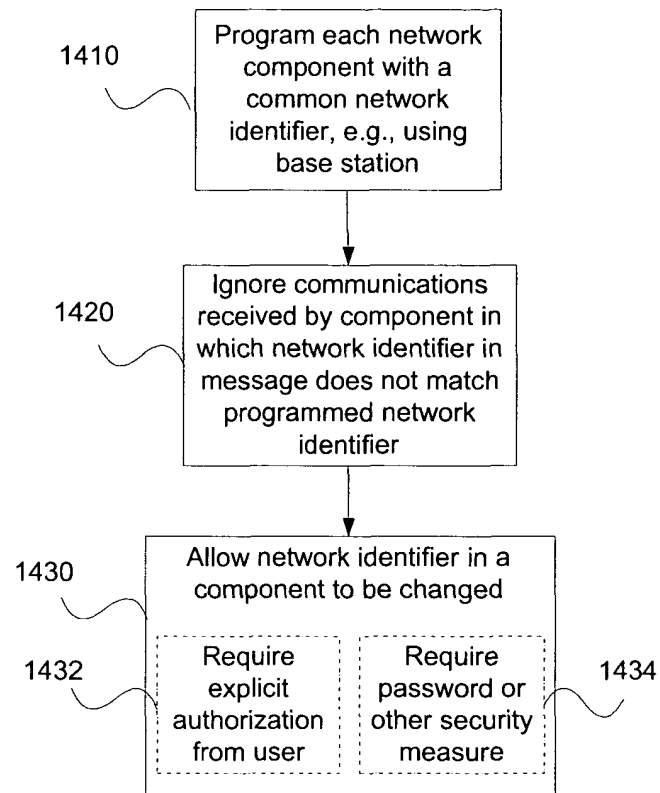 1410
Program each network
component with a
common network
identifier, e.g., using
base station
1420
Ignore communications
received by component in
which network identifier in
message does not match
programmed network
identifier
1430
Allow network identifier in a
component to be changed
1432
Require
explicit
authorization
from user
Require
password or
other security
measure
1434